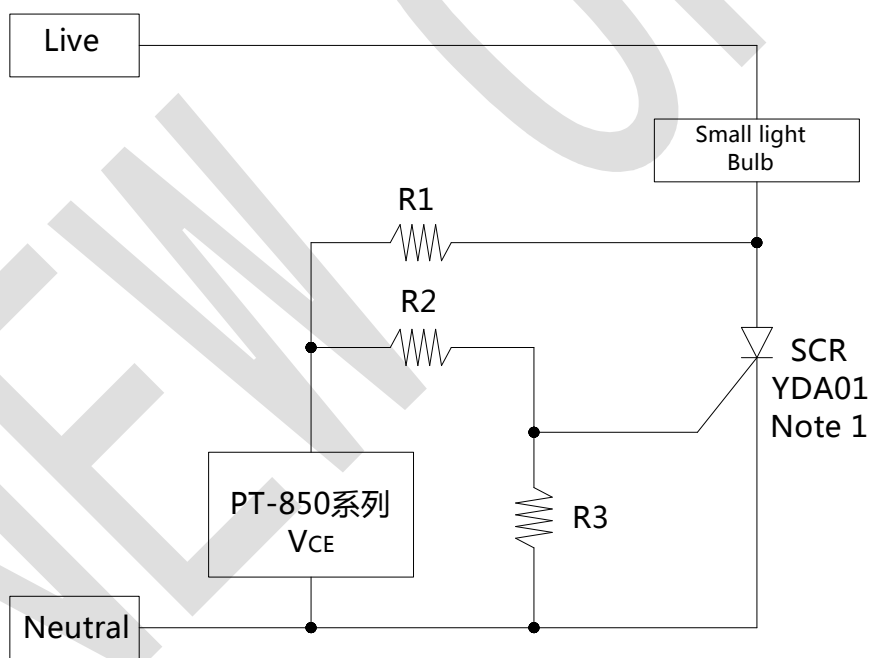 Live
Small light
Bulb
R1
R2
SCR
YDA01
Note 1
PT-850系列
VCE
R3
Neutral